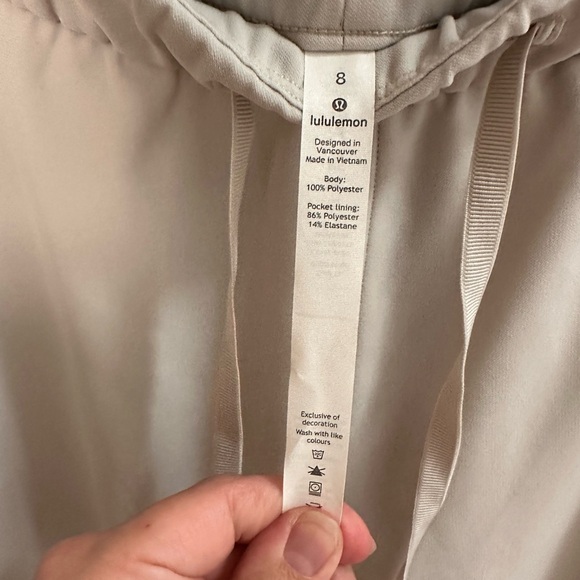 8
lululemon
Designed in
Vancouver
Made in Vietnam
Body:
100% Polyester
Pocket lining:
86% Polyester
14% Elastane
Exclusive of
decoration
Wash with like
colours